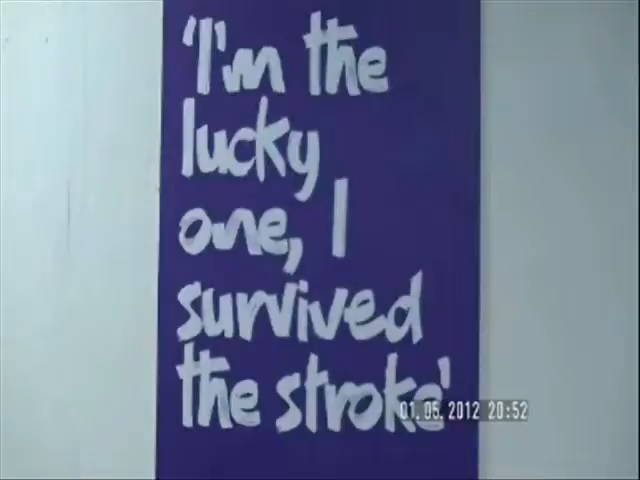 'I'm the
lucky
one, I
survived
the stroke'
01.05.2012 20:52